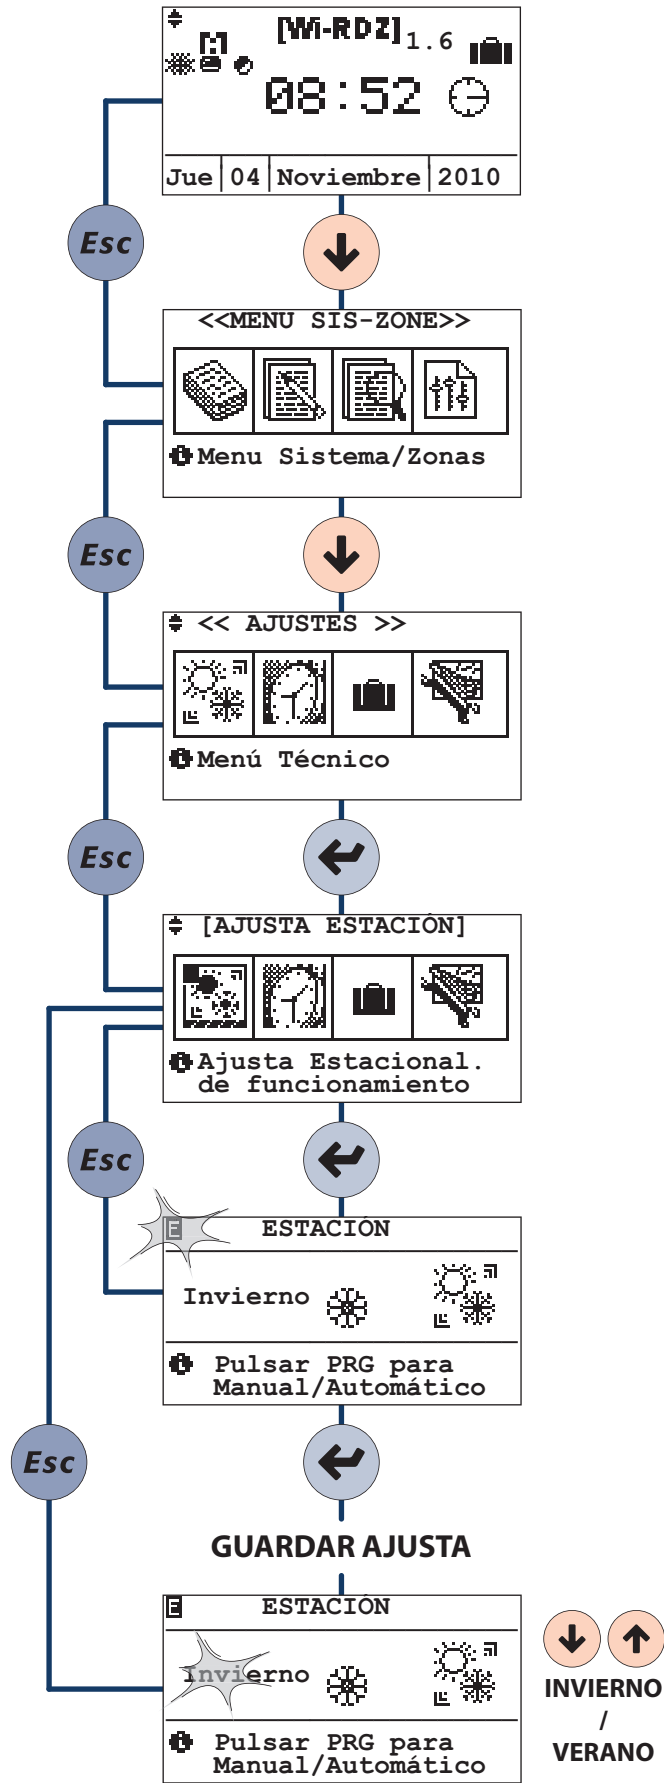 [Wi-RDZ] 1.6
08:52
Jue 04 Noviembre 2010
Esc
<<MENU SIS-ZONE>>
Menu Sistema/Zonas
Esc
<< AJUSTES >>
Menú Técnico
Esc
[AJUSTA ESTACIÓN]
Ajusta Estacional.
de funcionamiento
Esc
E ESTACIÓN
Invierno
Pulsar PRG para
Manual/Automático
Esc
GUARDAR AJUSTA
E ESTACIÓN
Invierno
Pulsar PRG para
Manual/Automático
INVIERNO
/
VERANO